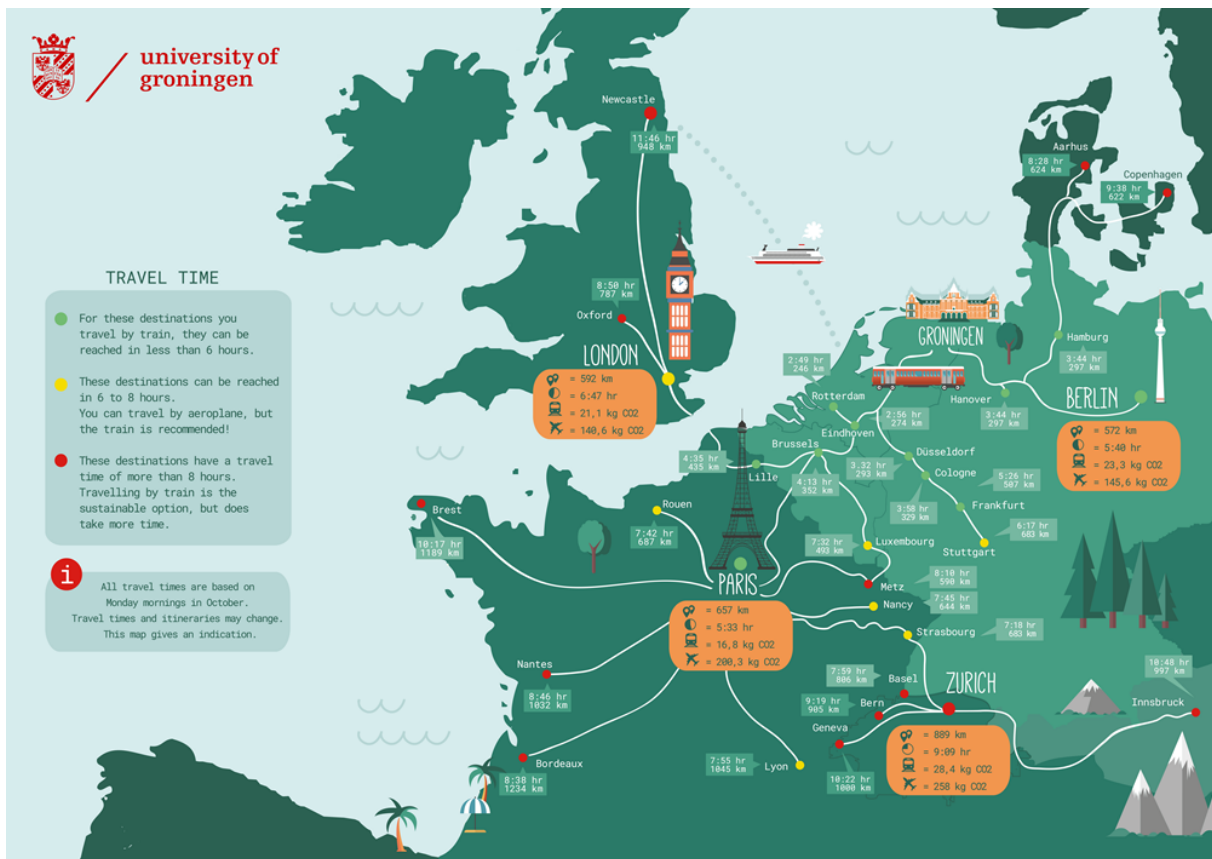 university of
groningen
TRAVEL TIME
For these destinations you
travel by train, they can be
reached in less than 6 hours.
These destinations can be reached
in 6 to 8 hours.
You can travel by aeroplane, but
the train is recommended!
These destinations have a travel
time of more than 8 hours.
Travelling by train is the
sustainable option, but does
take more time.
i
All travel times are based on
Monday mornings in October.
Travel times and itineraries may change.
This map gives an indication.
Newcastle
11:46 hr
948 km
Aarhus
8:28 hr
624 km
Copenhagen
9:38 hr
622 km
8:50 hr
787 km
Oxford
LONDON
= 592 km
= 6:47 hr
= 21,1 kg CO2
= 140,6 kg CO2
GRONINGEN
Hamburg
3:44 hr
297 km
2:49 hr
246 km
Rotterdam
Hanover
3:44 hr
297 km
BERLIN
= 572 km
= 5:40 hr
= 23,3 kg CO2
= 145,6 kg CO2
2:56 hr
274 km
Eindhoven
Brussels
4:13 hr
352 km
4:35 hr
435 km
Lille
3.32 hr
293 km
Düsseldorf
Cologne
3:58 hr
329 km
5:26 hr
507 km
Frankfurt
6:17 hr
683 km
Stuttgart
Brest
10:17 hr
1189 km
Rouen
7:42 hr
687 km
7:32 hr
493 km
Luxembourg
PARIS
= 657 km
= 5:33 hr
= 16,8 kg CO2
= 200,3 kg CO2
Metz
8:10 hr
590 km
Nancy
7:45 hr
644 km
Strasbourg
7:18 hr
683 km
Nantes
8:46 hr
1032 km
Bordeaux
8:38 hr
1234 km
7:55 hr
1045 km
Lyon
7:59 hr
806 km
Basel
9:19 hr
905 km
Bern
Geneva
10:22 hr
1000 km
ZURICH
= 889 km
= 9:09 hr
= 28,4 kg CO2
= 258 kg CO2
10:48 hr
997 km
Innsbruck